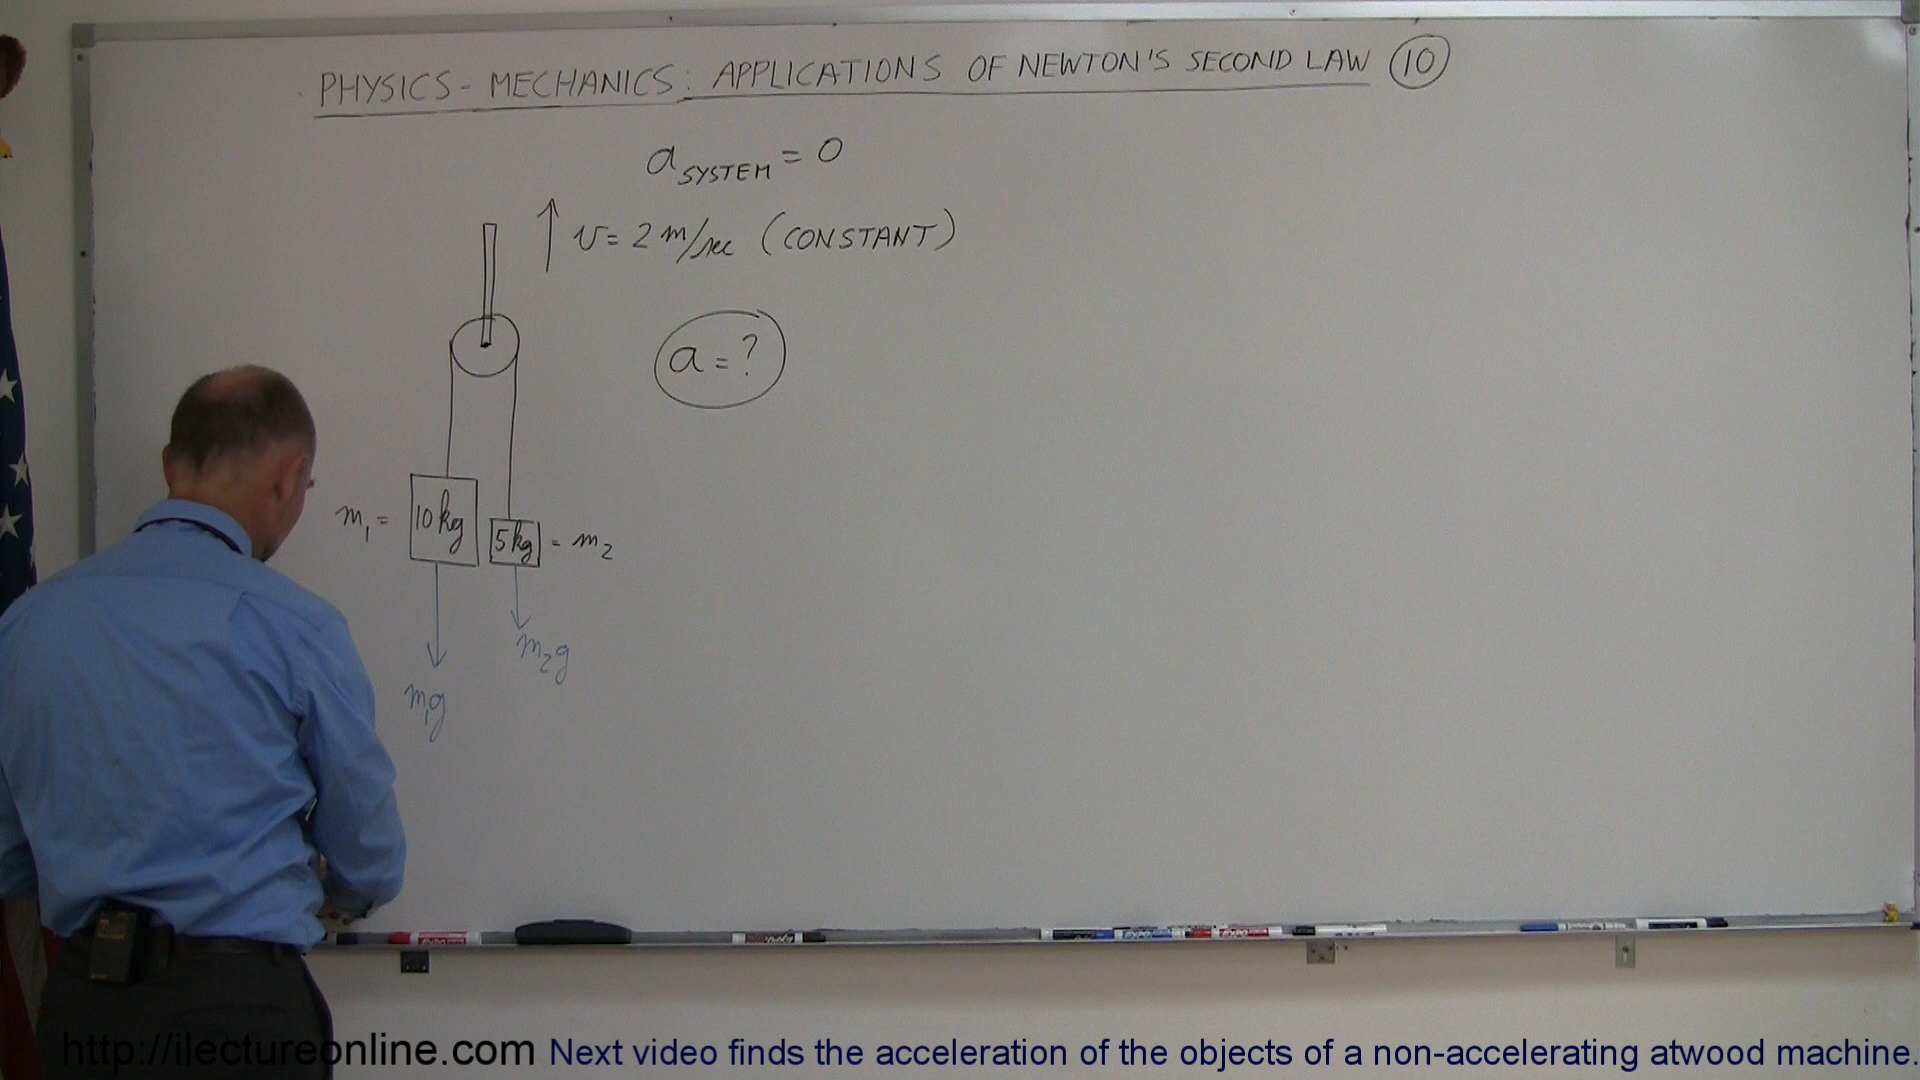 PHYSICS - MECHANICS: APPLICATIONS OF NEWTON'S SECOND LAW 10
a SYSTEM = 0
v = 2 m/sec (CONSTANT)
a = ?
m1 = 10 kg 5 kg = m2
m2g
m1g
http://ilectureonline.com Next video finds the acceleration of the objects of a non-accelerating atwood machine.